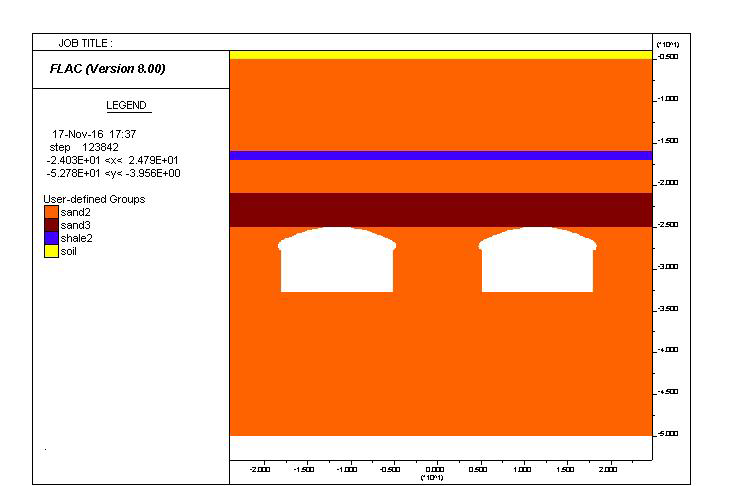 JOB TITLE :
FLAC (Version 8.00)
LEGEND
17-Nov-16 17:37
step 123842
-2.403E+01 <x< 2.479E+01
-5.278E+01 <y< -3.956E+00
User-defined Groups
sand2
sand3
shale2
soil
(*10^1)
-0.500
-1.000
-1.500
-2.000
-2.500
-3.000
-3.500
-4.000
-4.500
-5.000
-2.000 -1.500 -1.000 -0.500 0.000 0.500 1.000 1.500 2.000
(*10^1)